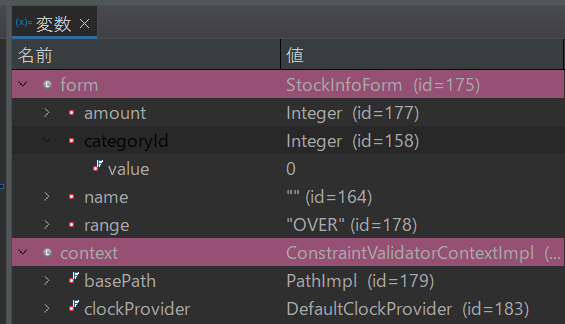 (x)= 変数
名前 値
form StockInfoForm (id=175)
amount Integer (id=177)
categoryId Integer (id=158)
value 0
name "" (id=164)
range "OVER" (id=178)
context ConstraintValidatorContextImpl (...
basePath PathImpl (id=179)
clockProvider DefaultClockProvider (id=183)